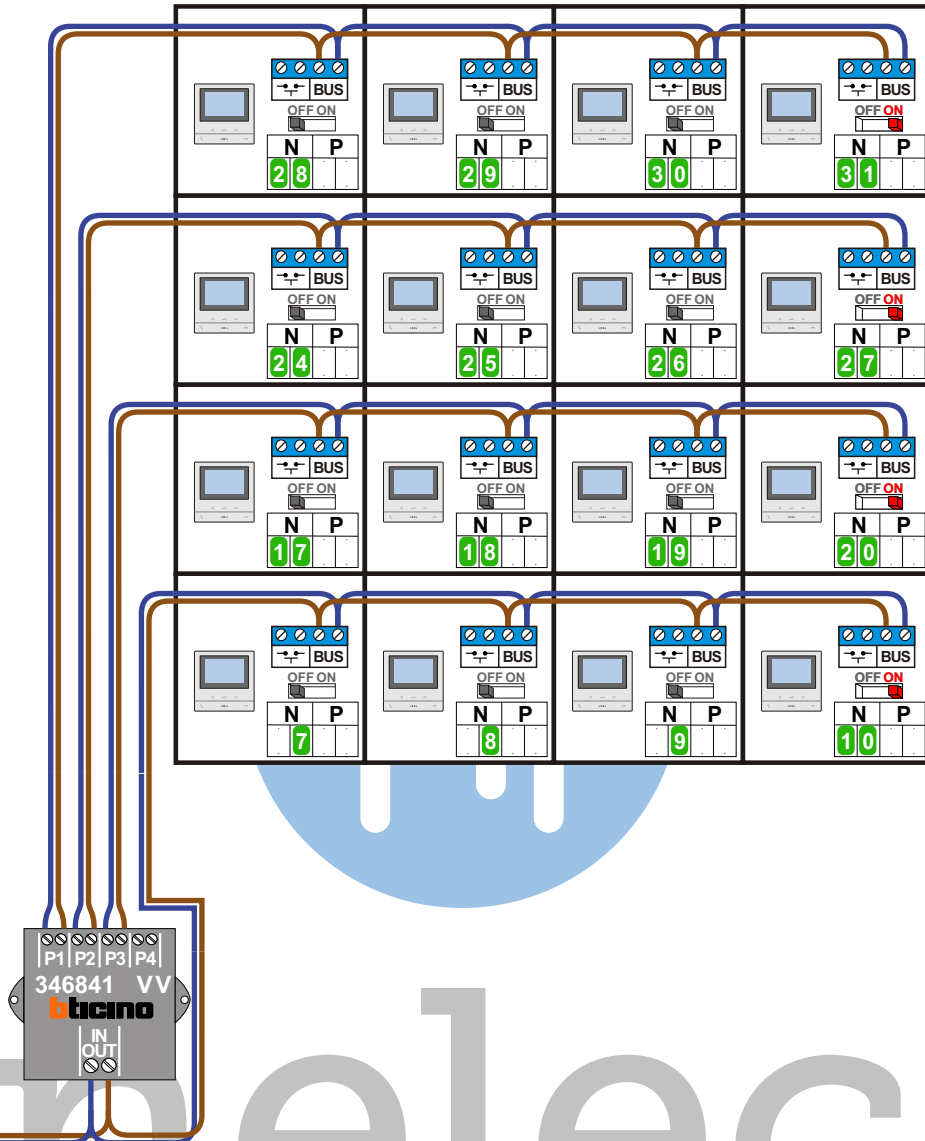 BUS BUS BUS BUS
OFF ON OFF ON OFF ON OFF ON
N P N P N P N P
28 29 30 31
BUS BUS BUS BUS
OFF ON OFF ON OFF ON OFF ON
N P N P N P N P
24 25 26 27
BUS BUS BUS BUS
OFF ON OFF ON OFF ON OFF ON
N P N P N P N P
17 18 19 20
BUS BUS BUS BUS
OFF ON OFF ON OFF ON OFF ON
N P N P N P N P
7 8 9 10
P1 P2 P3 P4
346841 VV
bticino
IN
OUT
nelec